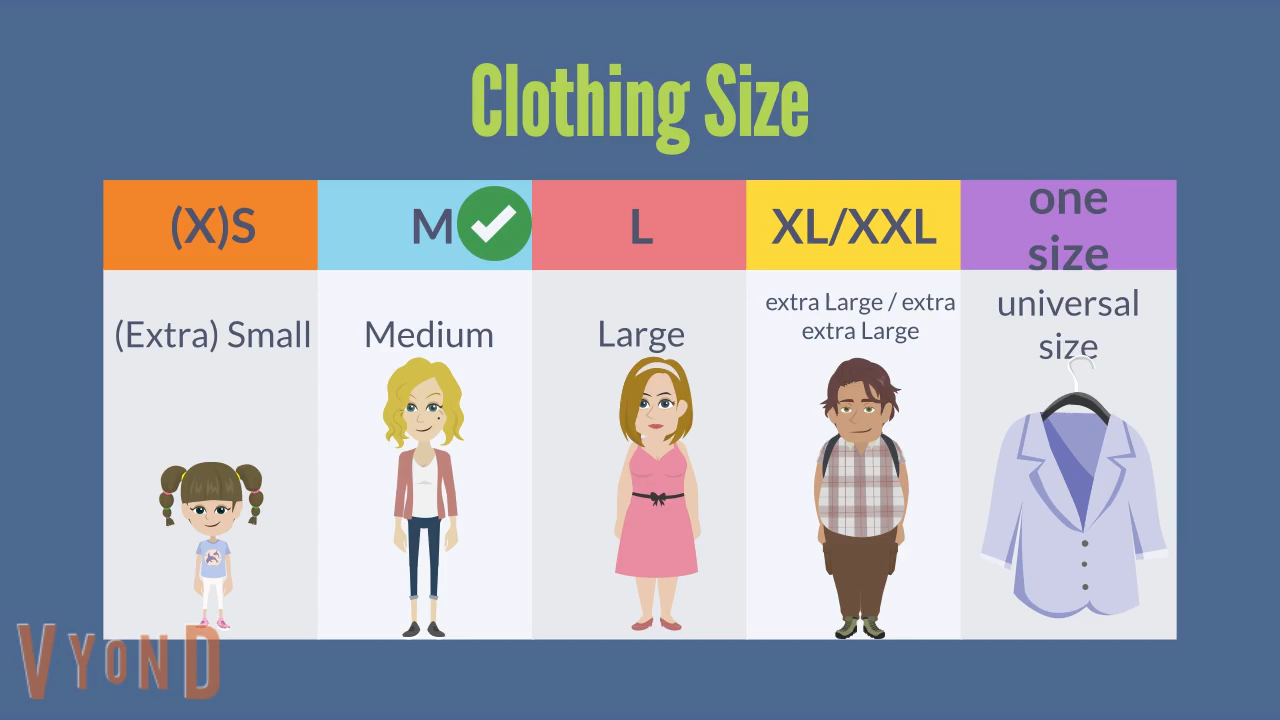 Clothing Size
(X)S
M
L
XL/XXL
one
size
(Extra) Small
Medium
Large
extra Large / extra
extra Large
universal
size
VYOND